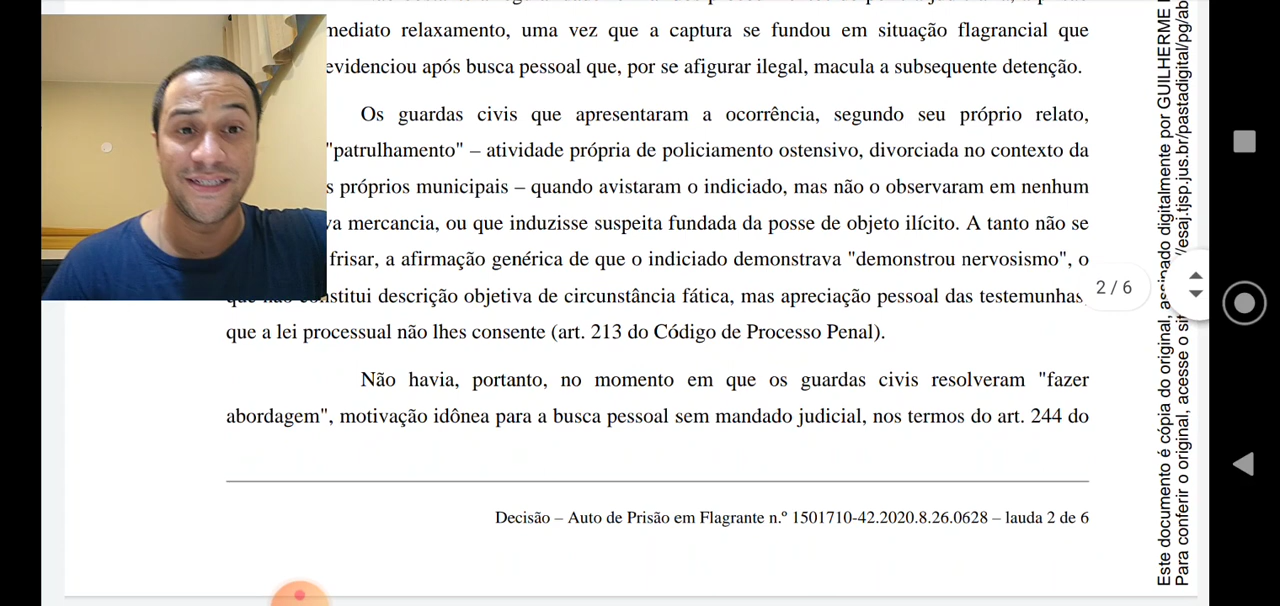 mediato relaxamento, uma vez que a captura se fundou em situação flagrancial que
evidenciou após busca pessoal que, por se afigurar ilegal, macula a subsequente detenção.
Os guardas civis que apresentaram a ocorrência, segundo seu próprio relato,
"patrulhamento" – atividade própria de policiamento ostensivo, divorciada no contexto da
s próprios municipais – quando avistaram o indiciado, mas não o observaram em nenhum
va mercancia, ou que induzisse suspeita fundada da posse de objeto ilícito. A tanto não se
frisar, a afirmação genérica de que o indiciado demonstrava "demonstrou nervosismo", o
que não constitui descrição objetiva de circunstância fática, mas apreciação pessoal das testemunhas,
que a lei processual não lhes consente (art. 213 do Código de Processo Penal).
Não havia, portanto, no momento em que os guardas civis resolveram "fazer
abordagem", motivação idônea para a busca pessoal sem mandado judicial, nos termos do art. 244 do
Decisão – Auto de Prisão em Flagrante n.º 1501710-42.2020.8.26.0628 – lauda 2 de 6
2 / 6
Este documento é cópia do original, assinado digitalmente por GUILHERME
Para conferir o original, acesse o sit /esaj.tjsp.jus.br/pastadigital/pg/ab